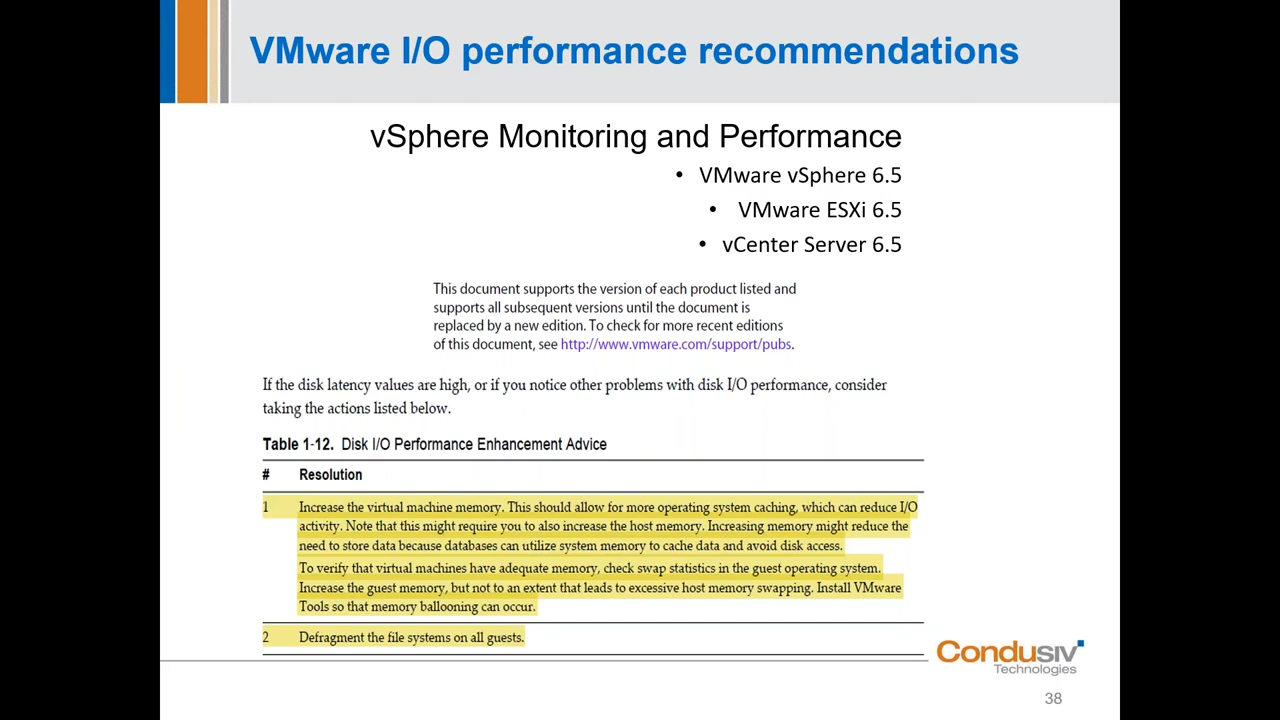 VMware I/O performance recommendations
vSphere Monitoring and Performance
• VMware vSphere 6.5
• VMware ESXi 6.5
• vCenter Server 6.5
This document supports the version of each product listed and
supports all subsequent versions until the document is
replaced by a new edition. To check for more recent editions
of this document, see http://www.vmware.com/support/pubs.
If the disk latency values are high, or if you notice other problems with disk I/O performance, consider
taking the actions listed below.
Table 1-12. Disk I/O Performance Enhancement Advice
# Resolution
1 Increase the virtual machine memory. This should allow for more operating system caching, which can reduce I/O
activity. Note that this might require you to also increase the host memory. Increasing memory might reduce the
need to store data because databases can utilize system memory to cache data and avoid disk access.
To verify that virtual machines have adequate memory, check swap statistics in the guest operating system.
Increase the guest memory, but not to an extent that leads to excessive host memory swapping. Install VMware
Tools so that memory ballooning can occur.
2 Defragment the file systems on all guests.
Condusiv
Technologies
38